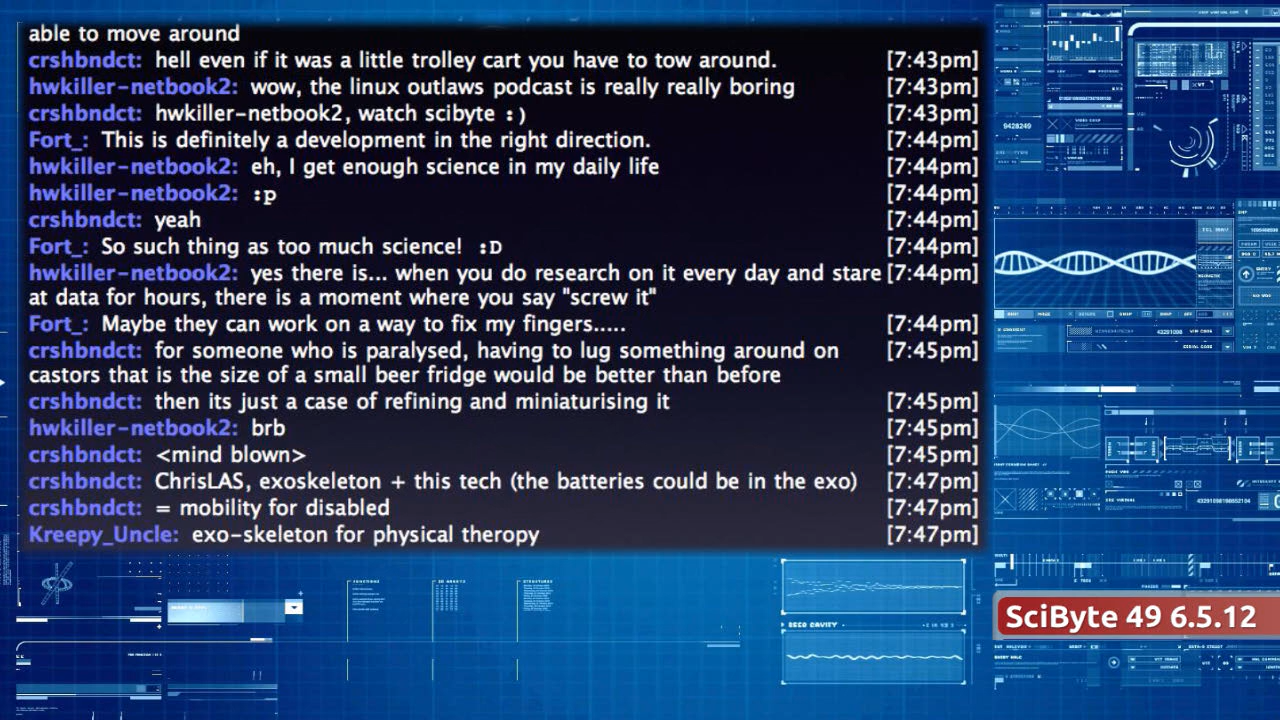 able to move around
crshbndct: hell even if it was a little trolley cart you have to tow around. [7:43pm]
hwkiller-netbook2: wow, the linux outlaws podcast is really really boring [7:43pm]
crshbndct: hwkiller-netbook2, watch scibyte :) [7:43pm]
Fort_: This is definitely a development in the right direction. [7:44pm]
hwkiller-netbook2: eh, I get enough science in my daily life [7:44pm]
hwkiller-netbook2: :p [7:44pm]
crshbndct: yeah [7:44pm]
Fort_: So such thing as too much science! :D [7:44pm]
hwkiller-netbook2: yes there is... when you do research on it every day and stare [7:44pm]
at data for hours, there is a moment where you say "screw it"
Fort_: Maybe they can work on a way to fix my fingers..... [7:44pm]
crshbndct: for someone who is paralysed, having to lug something around on [7:45pm]
castors that is the size of a small beer fridge would be better than before
crshbndct: then its just a case of refining and miniaturising it [7:45pm]
hwkiller-netbook2: brb [7:45pm]
crshbndct: <mind blown> [7:45pm]
crshbndct: ChrisLAS, exoskeleton + this tech (the batteries could be in the exo) [7:47pm]
crshbndct: = mobility for disabled [7:47pm]
Kreepy_Uncle: exo-skeleton for physical theropy [7:47pm]
9428249
SciByte 49 6.5.12